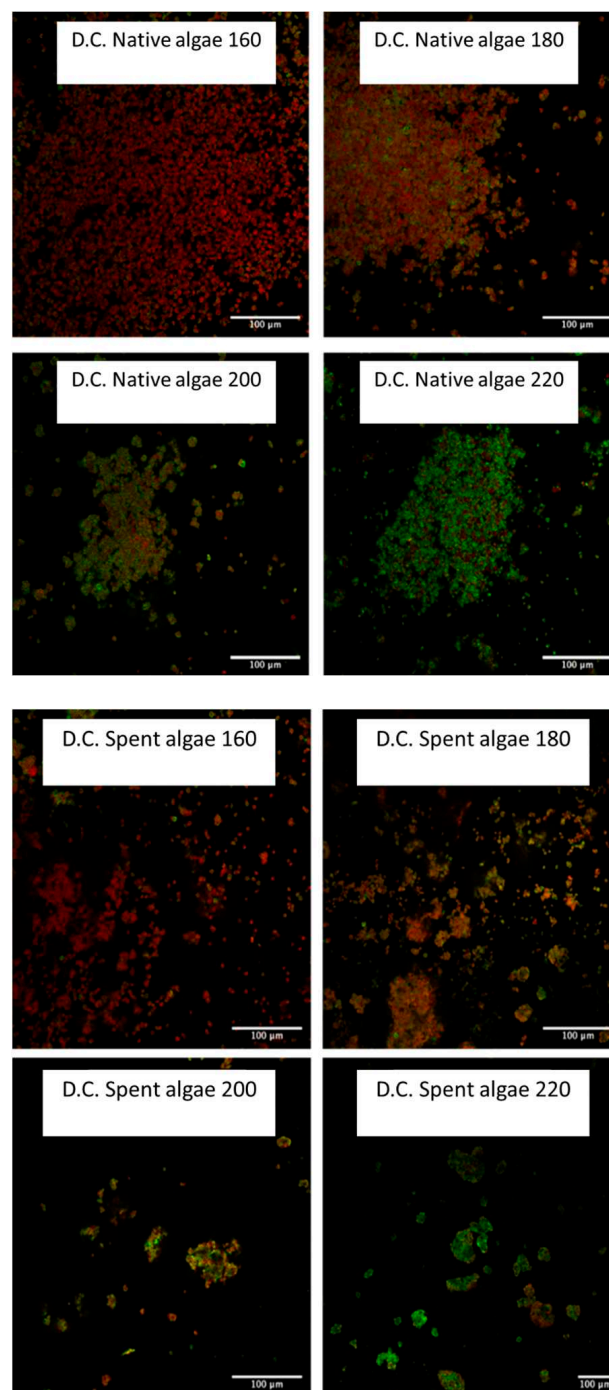 D.C. Native algae 160
D.C. Native algae 180
100 µm
100 µm
D.C. Native algae 200
D.C. Native algae 220
100 µm
100 µm
D.C. Spent algae 160
D.C. Spent algae 180
100 µm
100 µm
D.C. Spent algae 200
D.C. Spent algae 220
100 µm
100 µm